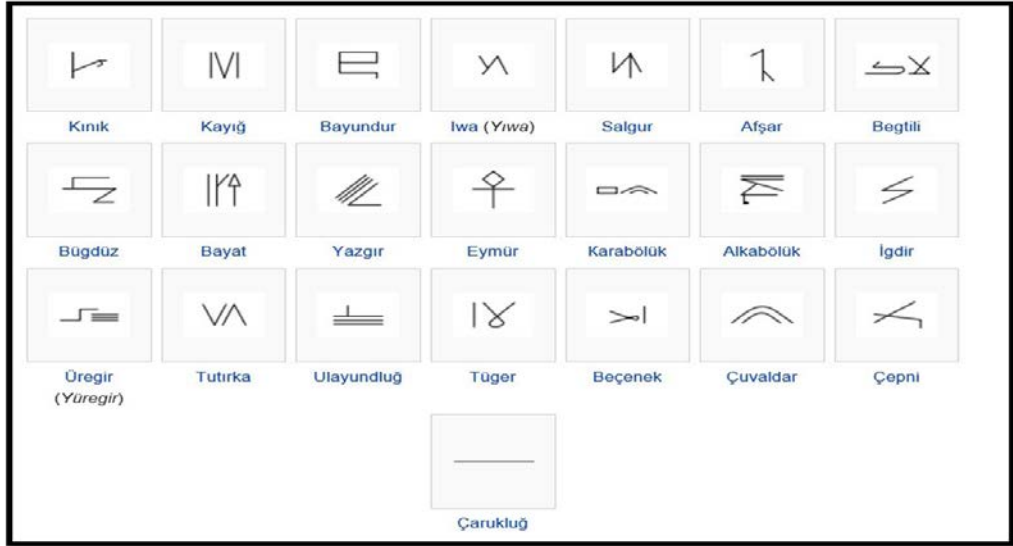 Kınık Kayığ Bayundur Iwa (Yıwa) Salgur Afşar Begtili
Bügdüz Bayat Yazgır Eymür Karabölük Alkabölük İgdir
Üregir Tutırka Ulayundluğ Tüger Beçenek Çuvaldar Çepni
(Yüregir)
Çarukluğ